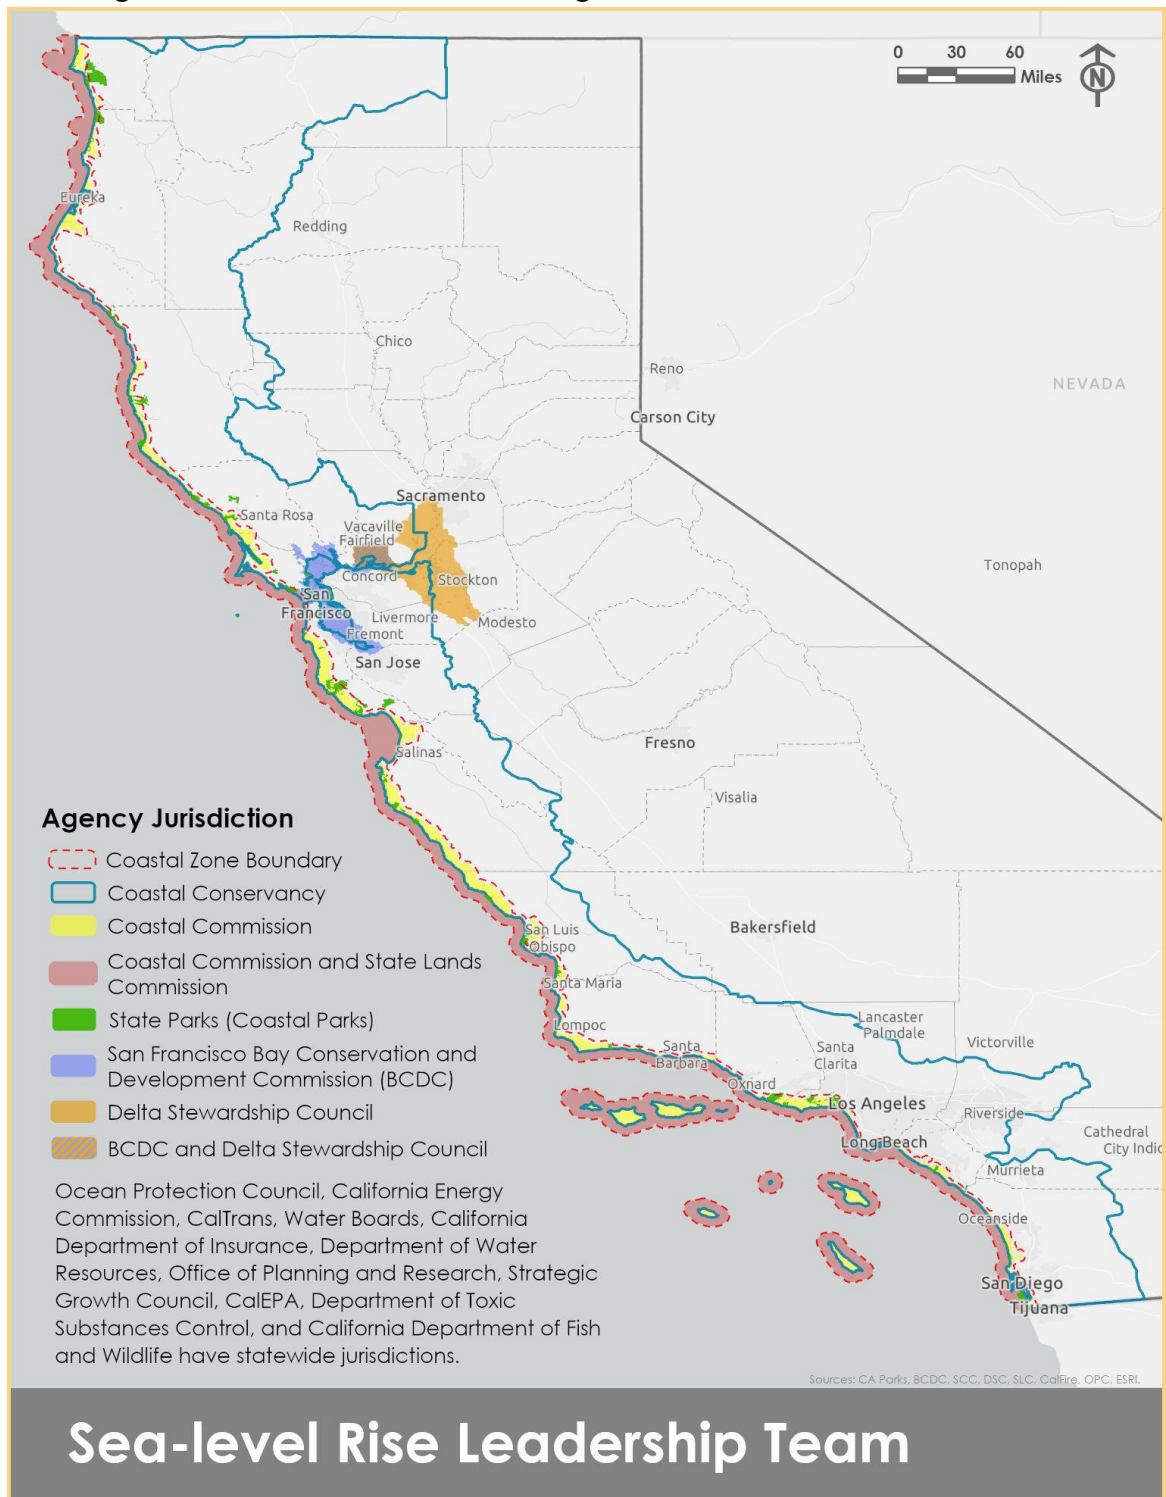 0 30 60
Miles
N
Eureka
Redding
Chico
Reno
NEVADA
Carson City
Sacramento
Santa Rosa
Vacaville
Fairfield
Tonopah
Concord
Stockton
San
Francisco
Livermore
Modesto
Fremont
San Jose
Fresno
Salinas
Visalia
Agency Jurisdiction
Coastal Zone Boundary
Coastal Conservancy
Coastal Commission
Coastal Commission and State Lands
Commission
State Parks (Coastal Parks)
San Francisco Bay Conservation and
Development Commission (BCDC)
Delta Stewardship Council
BCDC and Delta Stewardship Council
Bakersfield
San Luis
Obispo
Santa Maria
Lompoc
Lancaster
Palmdale
Victorville
Santa
Barbara
Santa
Clarita
Oxnard
Los Angeles
Riverside
Long Beach
Cathedral
City Indio
Murrieta
Oceanside
San Diego
Tijuana
Ocean Protection Council, California Energy
Commission, CalTrans, Water Boards, California
Department of Insurance, Department of Water
Resources, Office of Planning and Research, Strategic
Growth Council, CalEPA, Department of Toxic
Substances Control, and California Department of Fish
and Wildlife have statewide jurisdictions.
Sources: CA Parks, BCDC, SCC, DSC, SLC, CalFire, OPC, ESRI.
Sea-level Rise Leadership Team